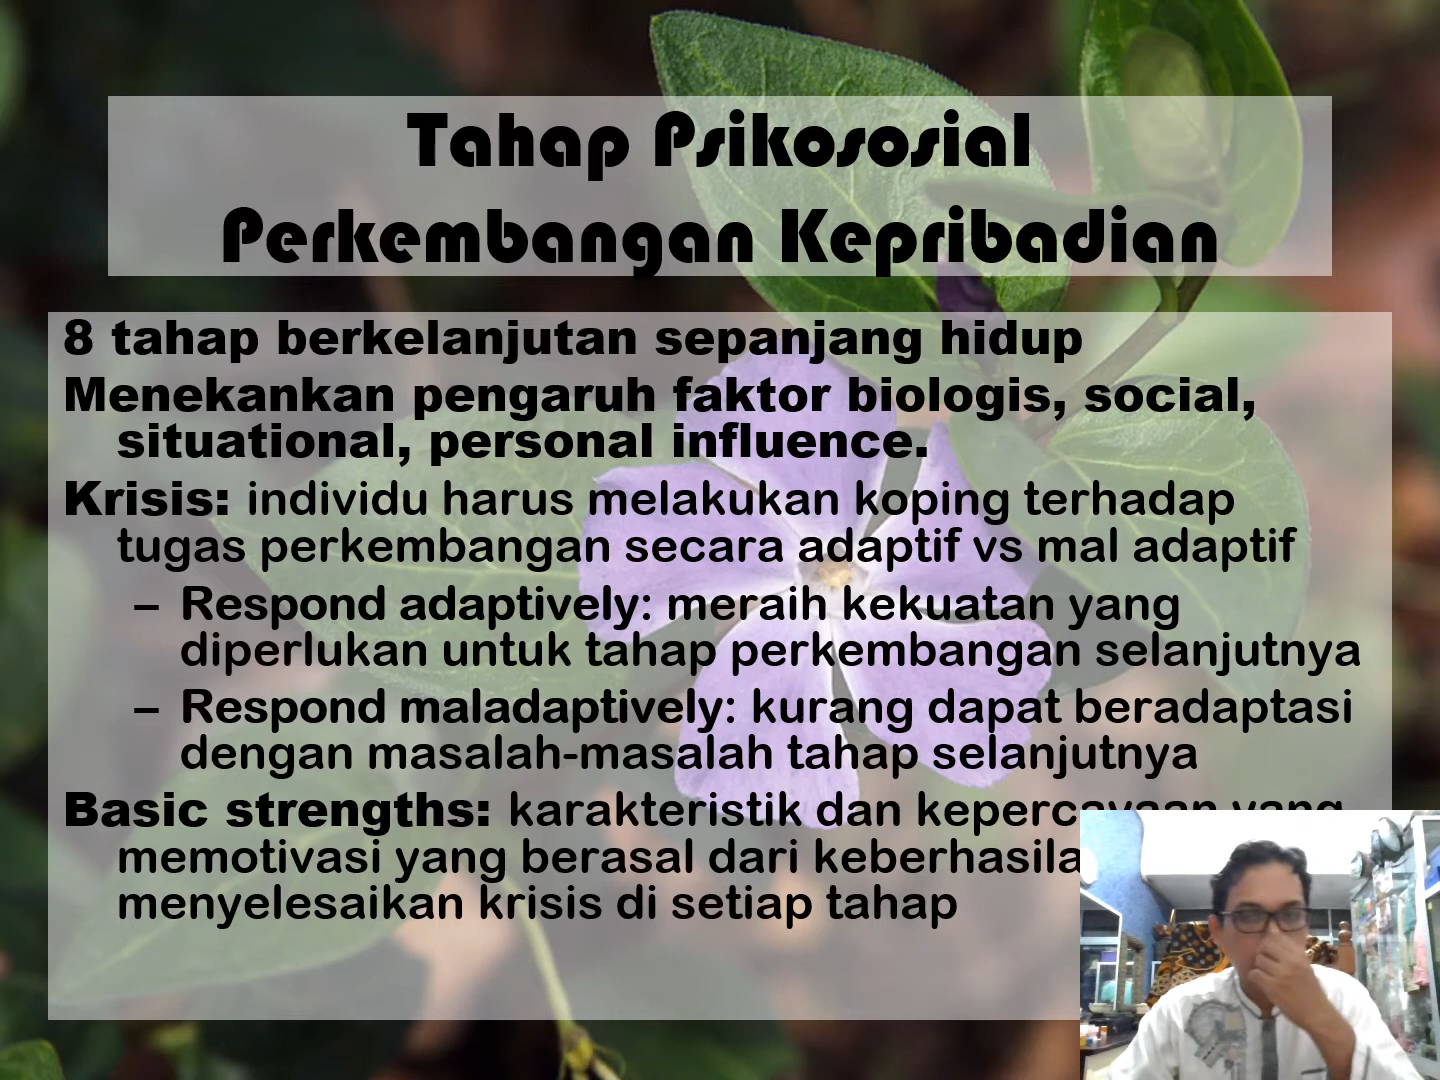 Tahap Psikososial
Perkembangan Kepribadian
8 tahap berkelanjutan sepanjang hidup
Menekankan pengaruh faktor biologis, social,
situational, personal influence.
Krisis: individu harus melakukan koping terhadap
tugas perkembangan secara adaptif vs mal adaptif
– Respond adaptively: meraih kekuatan yang
diperlukan untuk tahap perkembangan selanjutnya
– Respond maladaptively: kurang dapat beradaptasi
dengan masalah-masalah tahap selanjutnya
Basic strengths: karakteristik dan kepercayaan yang
memotivasi yang berasal dari
menyelesaikan krisis di setiap tahap